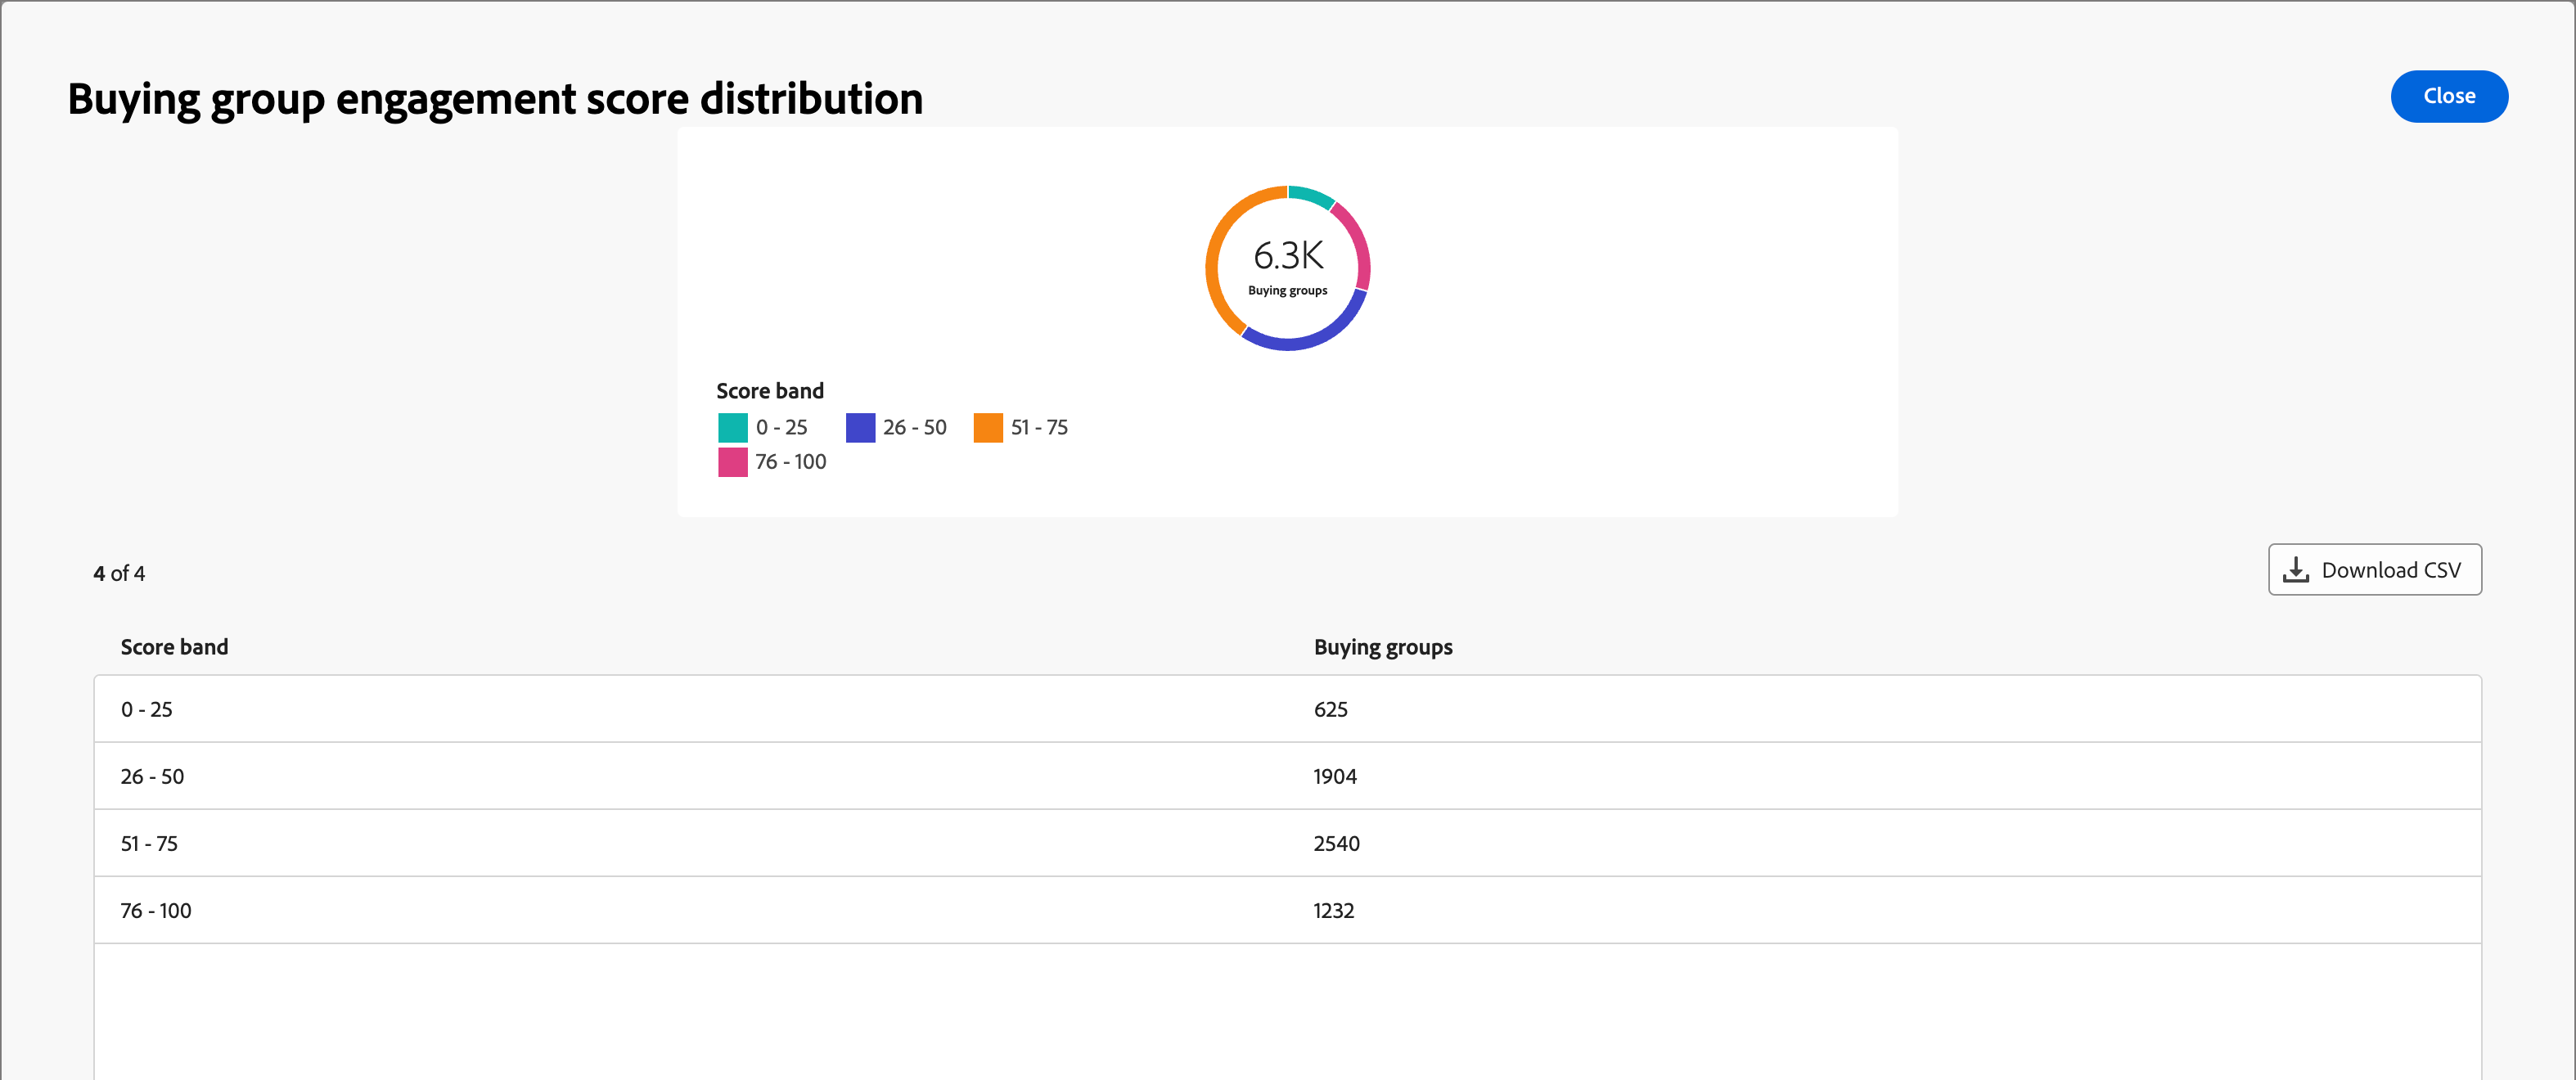 Buying group engagement score distribution
Close
6.3K
Buying groups
Score band
0 - 25 26 - 50 51 - 75
76 - 100
4 of 4
Download CSV
Score band Buying groups
0 - 25 625
26 - 50 1904
51 - 75 2540
76 - 100 1232